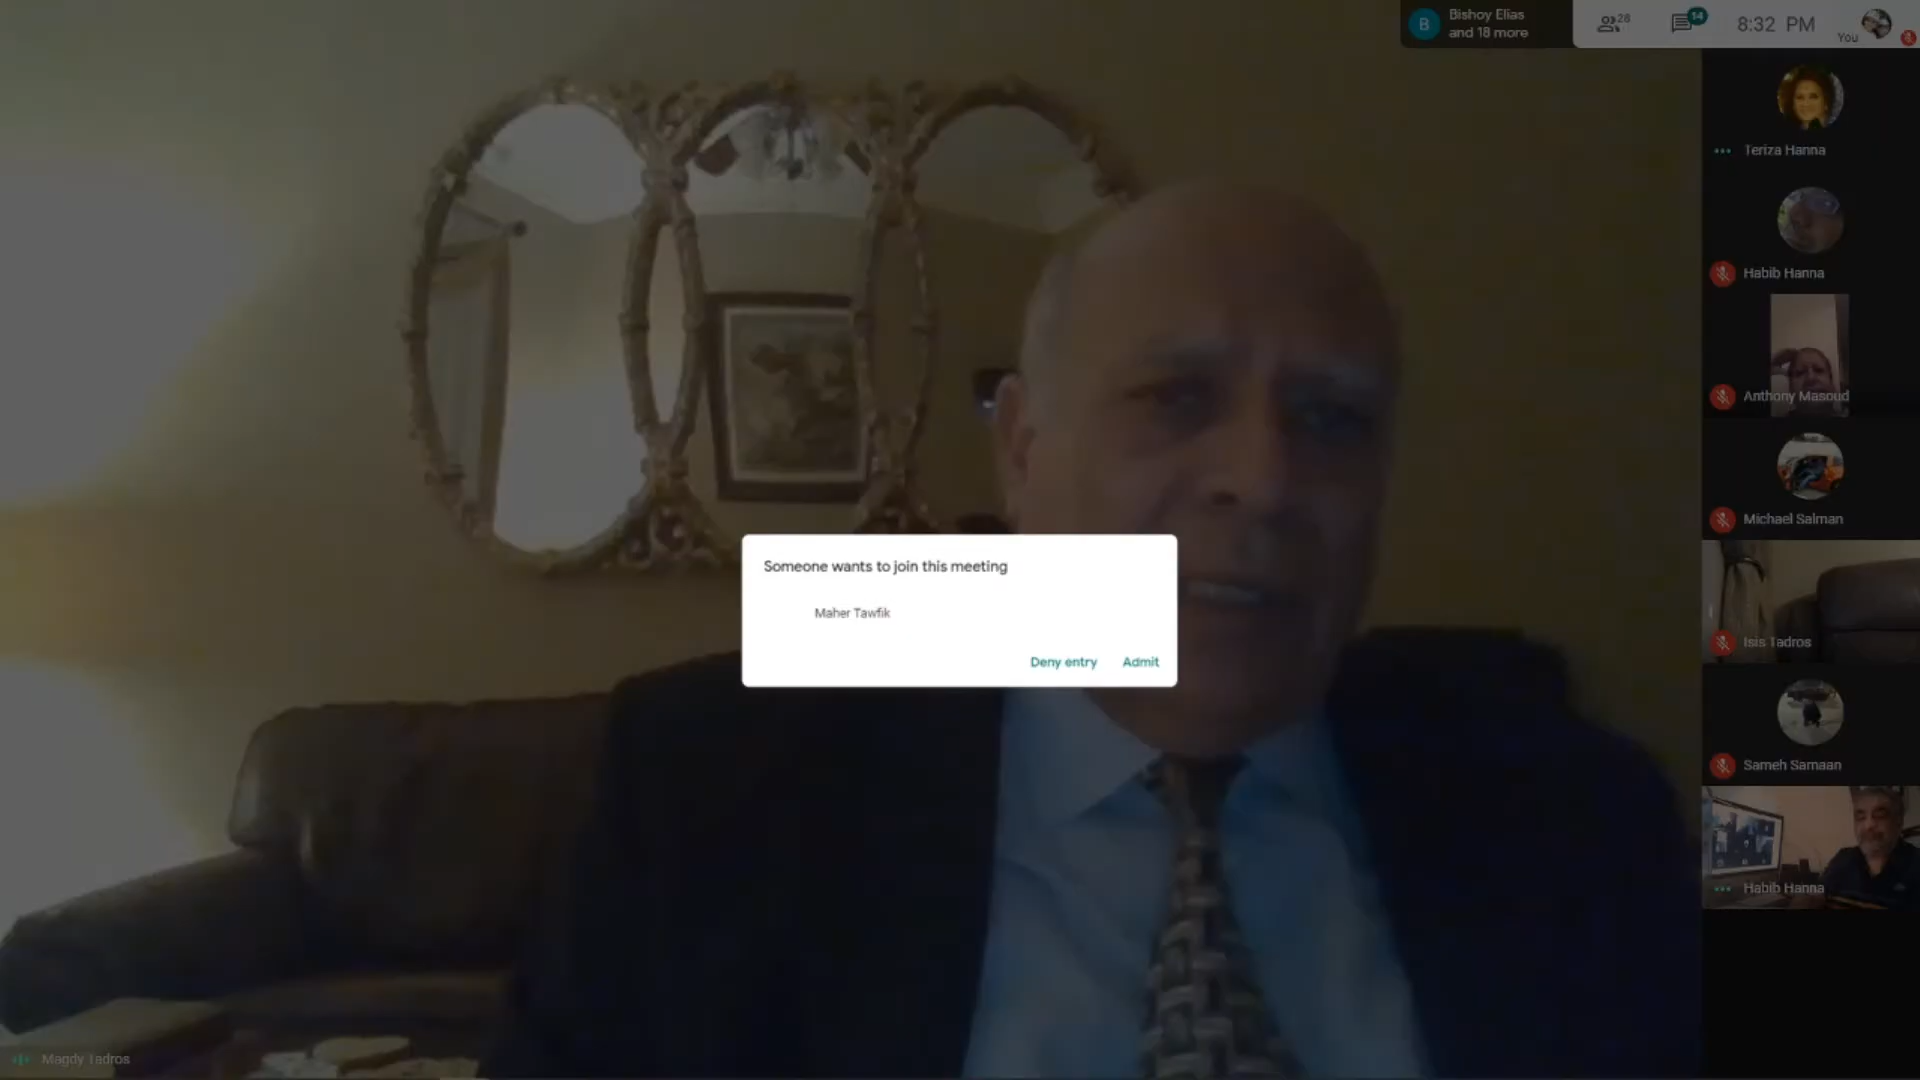 B
Bishoy Elias
and 18 more
28
14
8:32 PM
You
Teriza Hanna
Habib Hanna
Anthony Masoud
Michael Salman
Isis Tadros
Sameh Samaan
Habib Hanna
Someone wants to join this meeting
Maher Tawfik
Deny entry Admit
Magdy Tadros